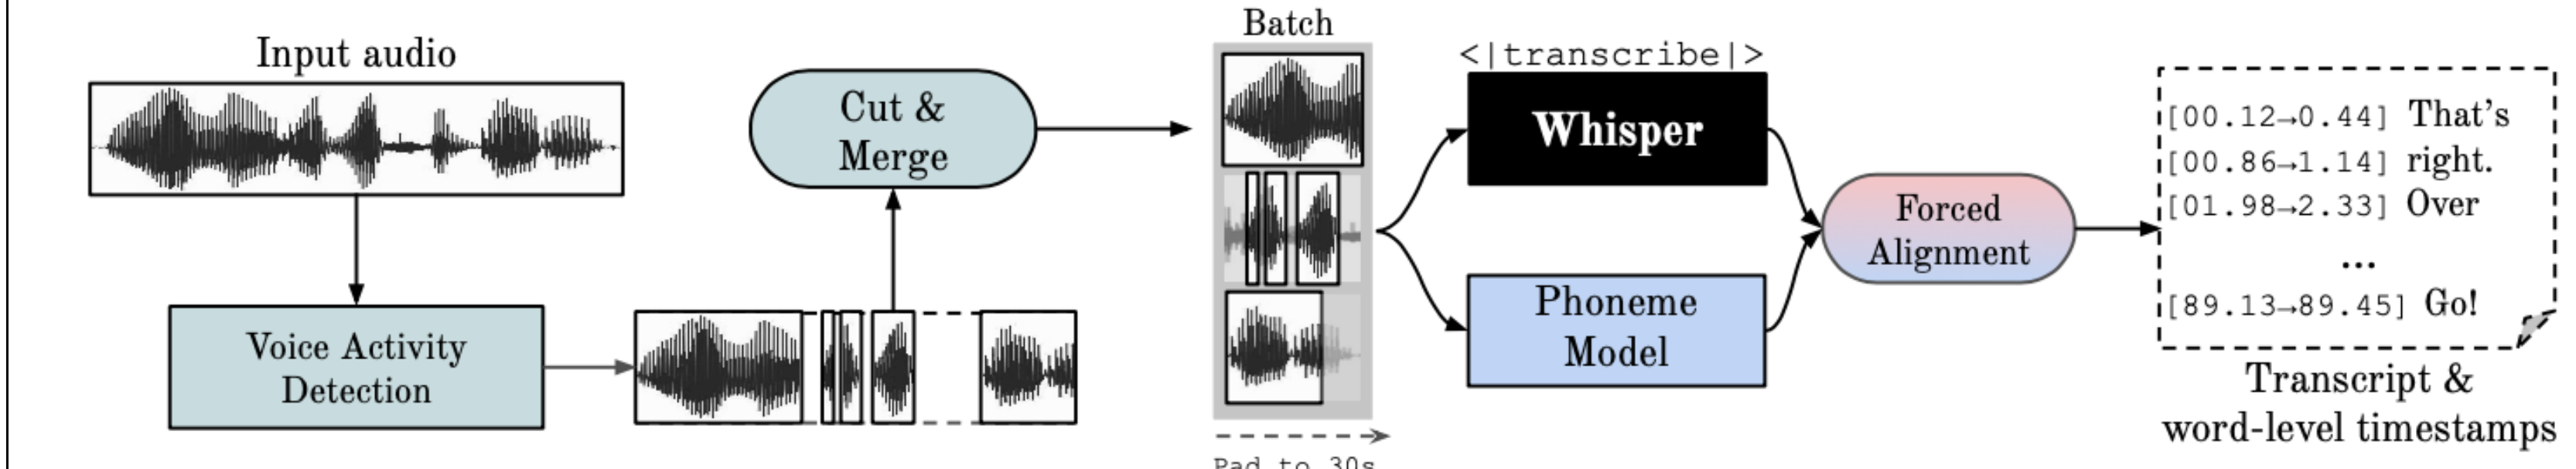 Input audio
Voice Activity
Detection
Cut &
Merge
Batch
Pad to 30s
<|transcribe|>
Whisper
Phoneme
Model
Forced
Alignment
[00.12→0.44] That's
[00.86→1.14] right.
[01.98→2.33] Over
...
[89.13→89.45] Go!
Transcript &
word-level timestamps